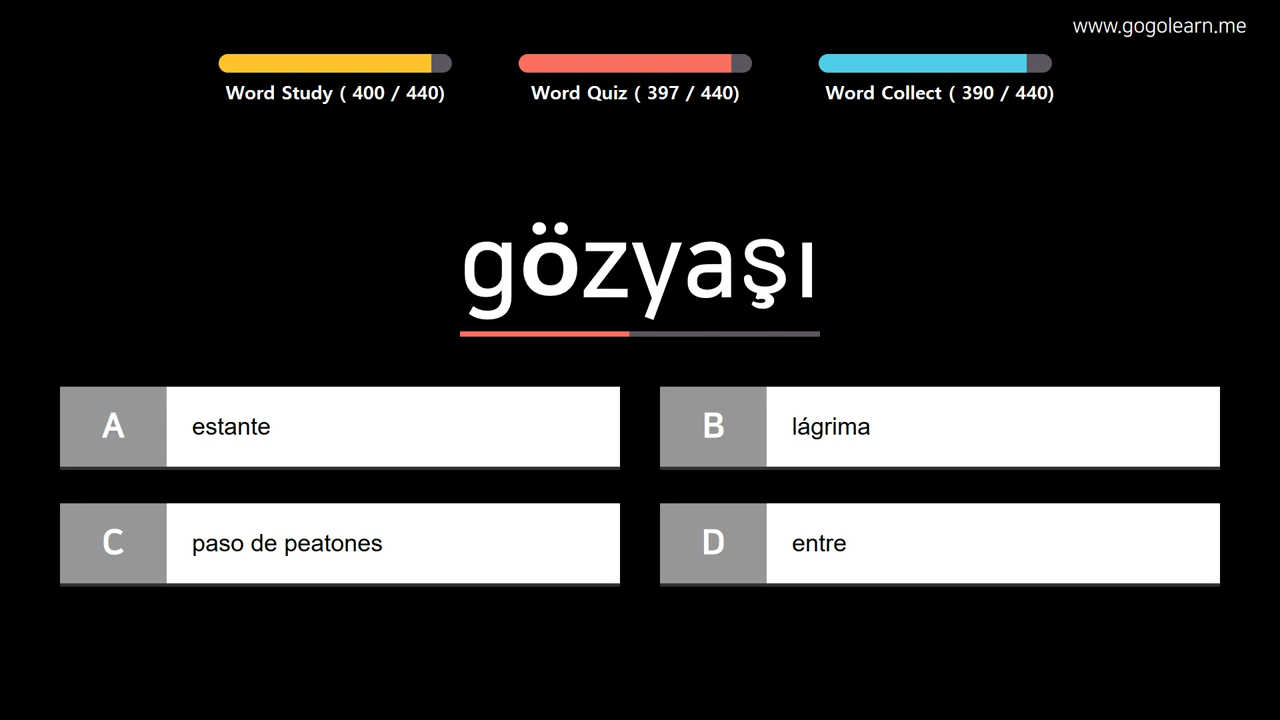 www.gogolearn.me
Word Study ( 400 / 440)
Word Quiz ( 397 / 440)
Word Collect ( 390 / 440)
gözyaşı
A estante
B lágrima
C paso de peatones
D entre